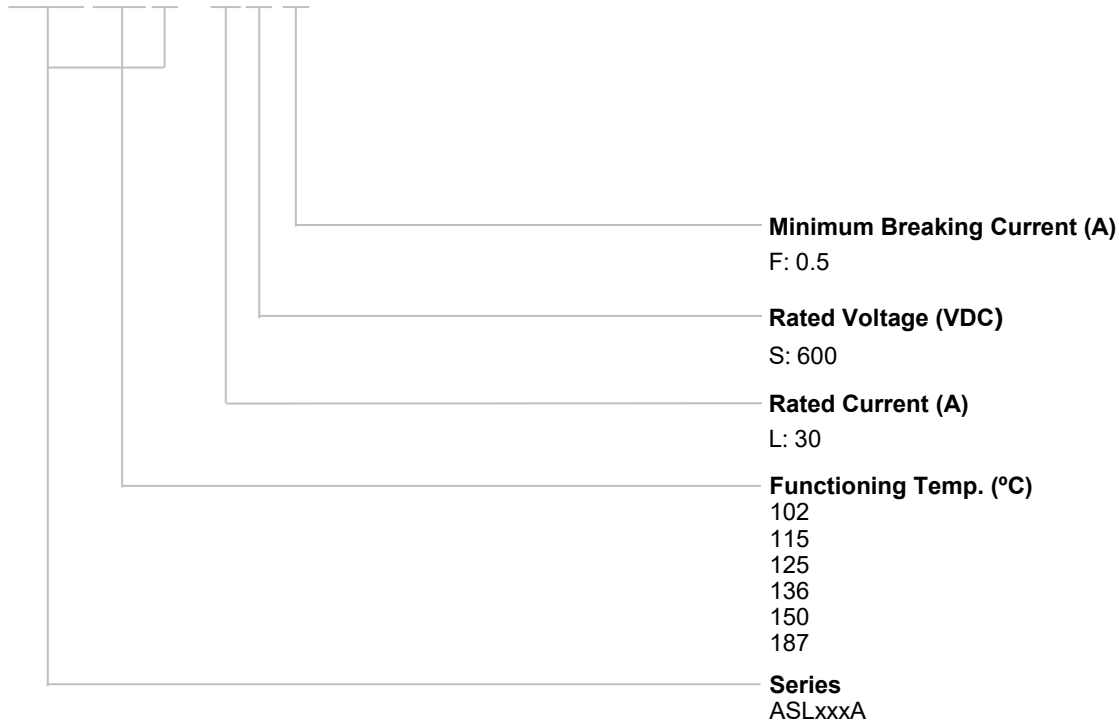 Minimum Breaking Current (A)
F: 0.5
Rated Voltage (VDC)
S: 600
Rated Current (A)
L: 30
Functioning Temp. (ºC)
102
115
125
136
150
187
Series
ASLxxxA